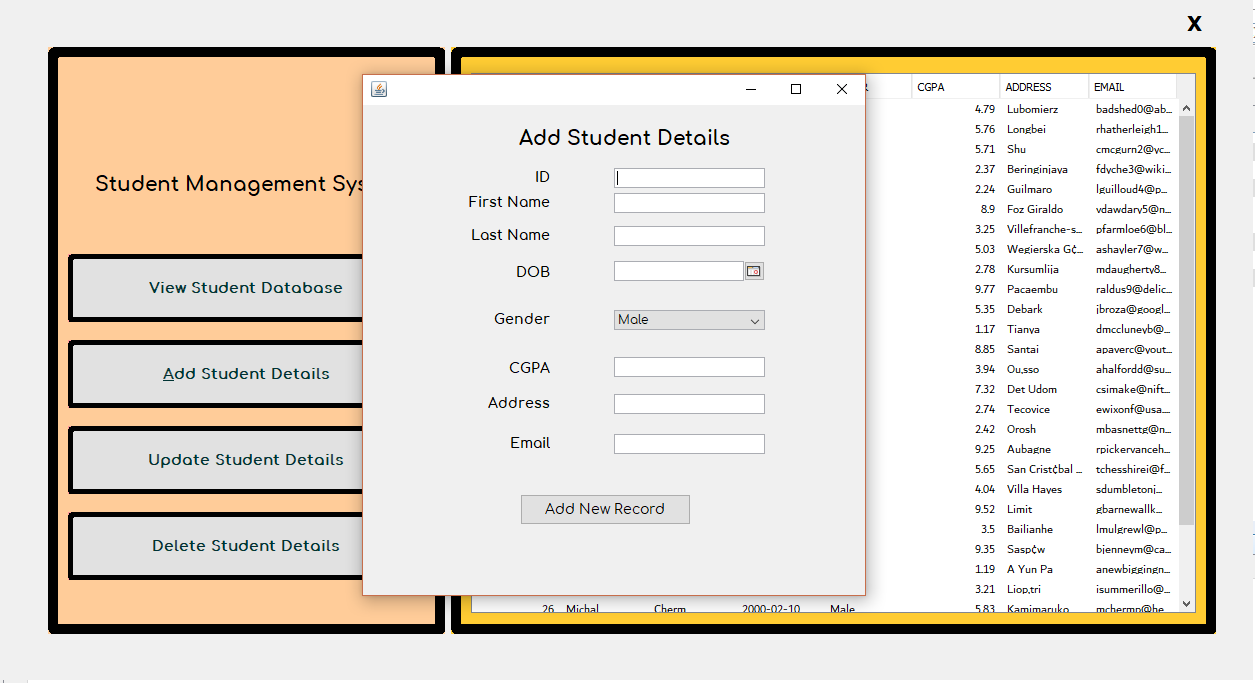 X
Student Management Sys
View Student Database
Add Student Details
Update Student Details
Delete Student Details
Add Student Details
ID
First Name
Last Name
DOB
Gender
Male
CGPA
Address
Email
Add New Record
CGPA ADDRESS EMAIL
4.79 Lubomierz badshed0@ab...
5.76 Longbei rhatherleigh1...
5.71 Shu cmcgurn2@yc...
2.37 Beringinjaya fdyche3@wiki...
2.24 Guilmaro lguilloud4@p...
8.9 Foz Giraldo vdawdary5@n...
3.25 Villefranche-s... pfarmloe6@bl...
5.03 Wegierska G¢... ashayler7@w...
2.78 Kursumlija mdaugherty8...
9.77 Pacaembu raldus9@delic...
5.35 Debark jbroza@googl...
1.17 Tianya dmccluneyb@...
8.85 Santai apaverc@yout...
3.94 Ou,sso ahalfordd@su...
7.32 Det Udom csimake@nift...
2.74 Tecovice ewixonf@usa...
2.42 Orosh mbasnettg@n...
9.25 Aubagne rpickervanceh...
5.65 San Crist¢bal ... tchesshirei@f...
4.04 Villa Hayes sdumbletonj...
9.52 Limit gbarnewallk...
3.5 Bailianhe lmulgrewl@p...
9.35 Sasp¢w bjenneym@ca...
1.19 A Yun Pa anewbiggingn...
3.21 Liop,tri isummerillo@...
26 Michal Cherm 2000-02-10 Male 5.83 Kamimaruko mchermp@he...